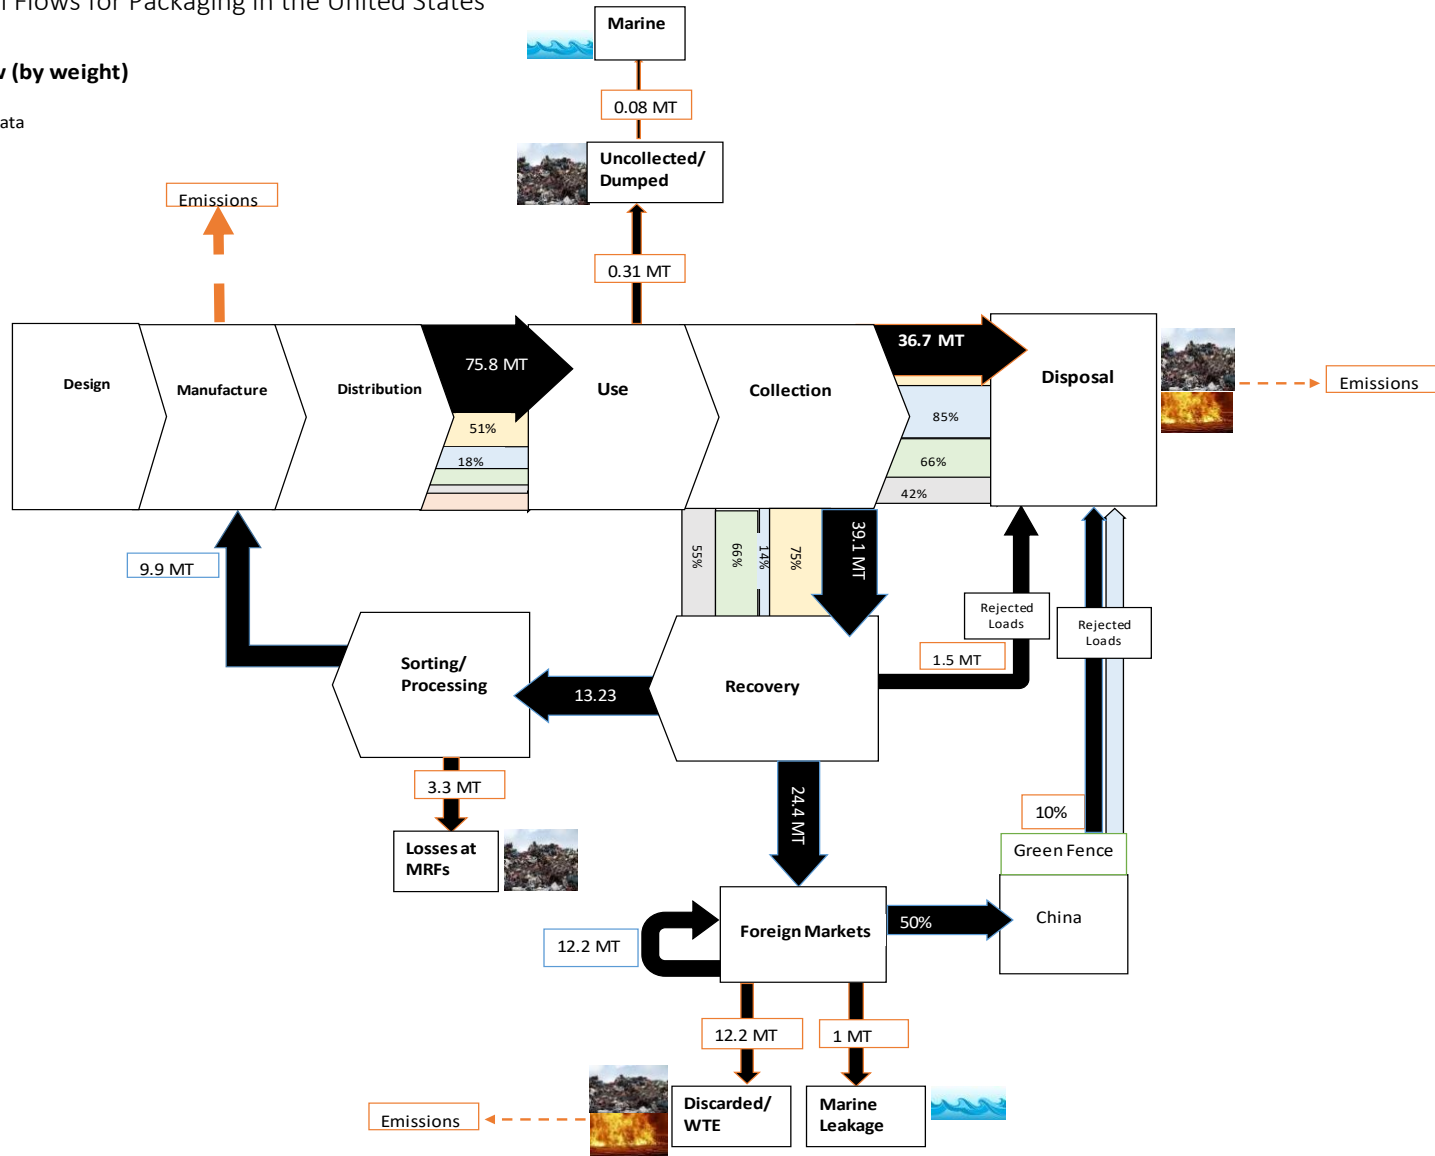 Flows for Packaging in the United States
Marine
(by weight)
0.08 MT
ata
Uncollected/
Dumped
Emissions
0.31 MT
36.7 MT
75.8 MT
Design
Manufacture
Distribution
Use
Collection
Disposal
Emissions
85%
51%
18%
66%
42%
55%
66%
14%
75%
39.1 MT
9.9 MT
Rejected
Loads
Rejected
Loads
Sorting/
Processing
1.5 MT
13.23
Recovery
3.3 MT
24.4 MT
10%
Losses at
MRFs
Green Fence
China
50%
Foreign Markets
12.2 MT
12.2 MT
1 MT
Discarded/
WTE
Marine
Leakage
Emissions